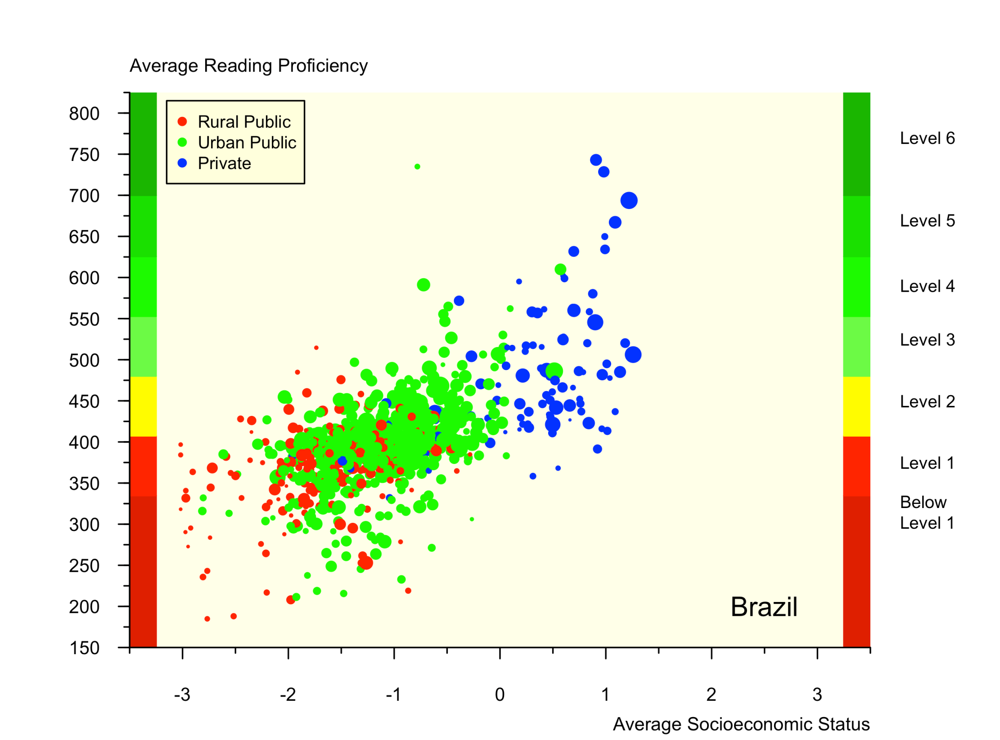 Average Reading Proficiency
Rural Public
Urban Public
Private
800
750
700
650
600
550
500
450
400
350
300
250
200
150
Level 6
Level 5
Level 4
Level 3
Level 2
Level 1
Below
Level 1
Brazil
-3
-2
-1
0
1
2
3
Average Socioeconomic Status